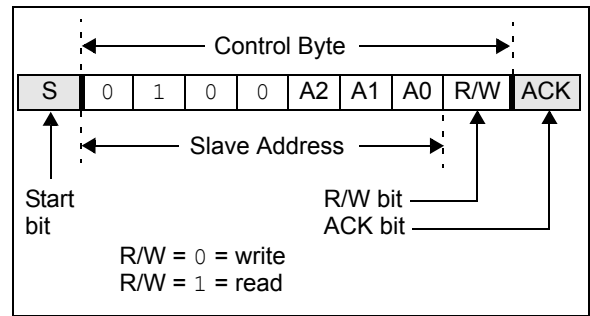 Control Byte
S 0 1 0 0 A2 A1 A0 R/W ACK
Slave Address
Start
bit
R/W bit
ACK bit
R/W = 0 = write
R/W = 1 = read